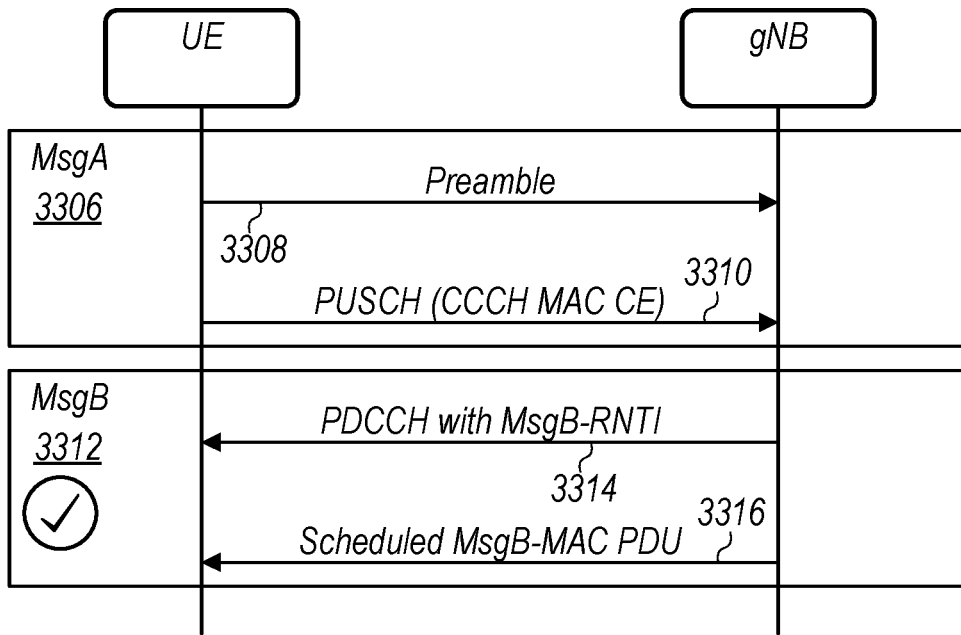 UE
gNB
MsgA
3306
Preamble
3308
3310
PUSCH (CCCH MAC CE)
MsgB
3312
PDCCH with MsgB-RNTI
3314
3316
Scheduled MsgB-MAC PDU